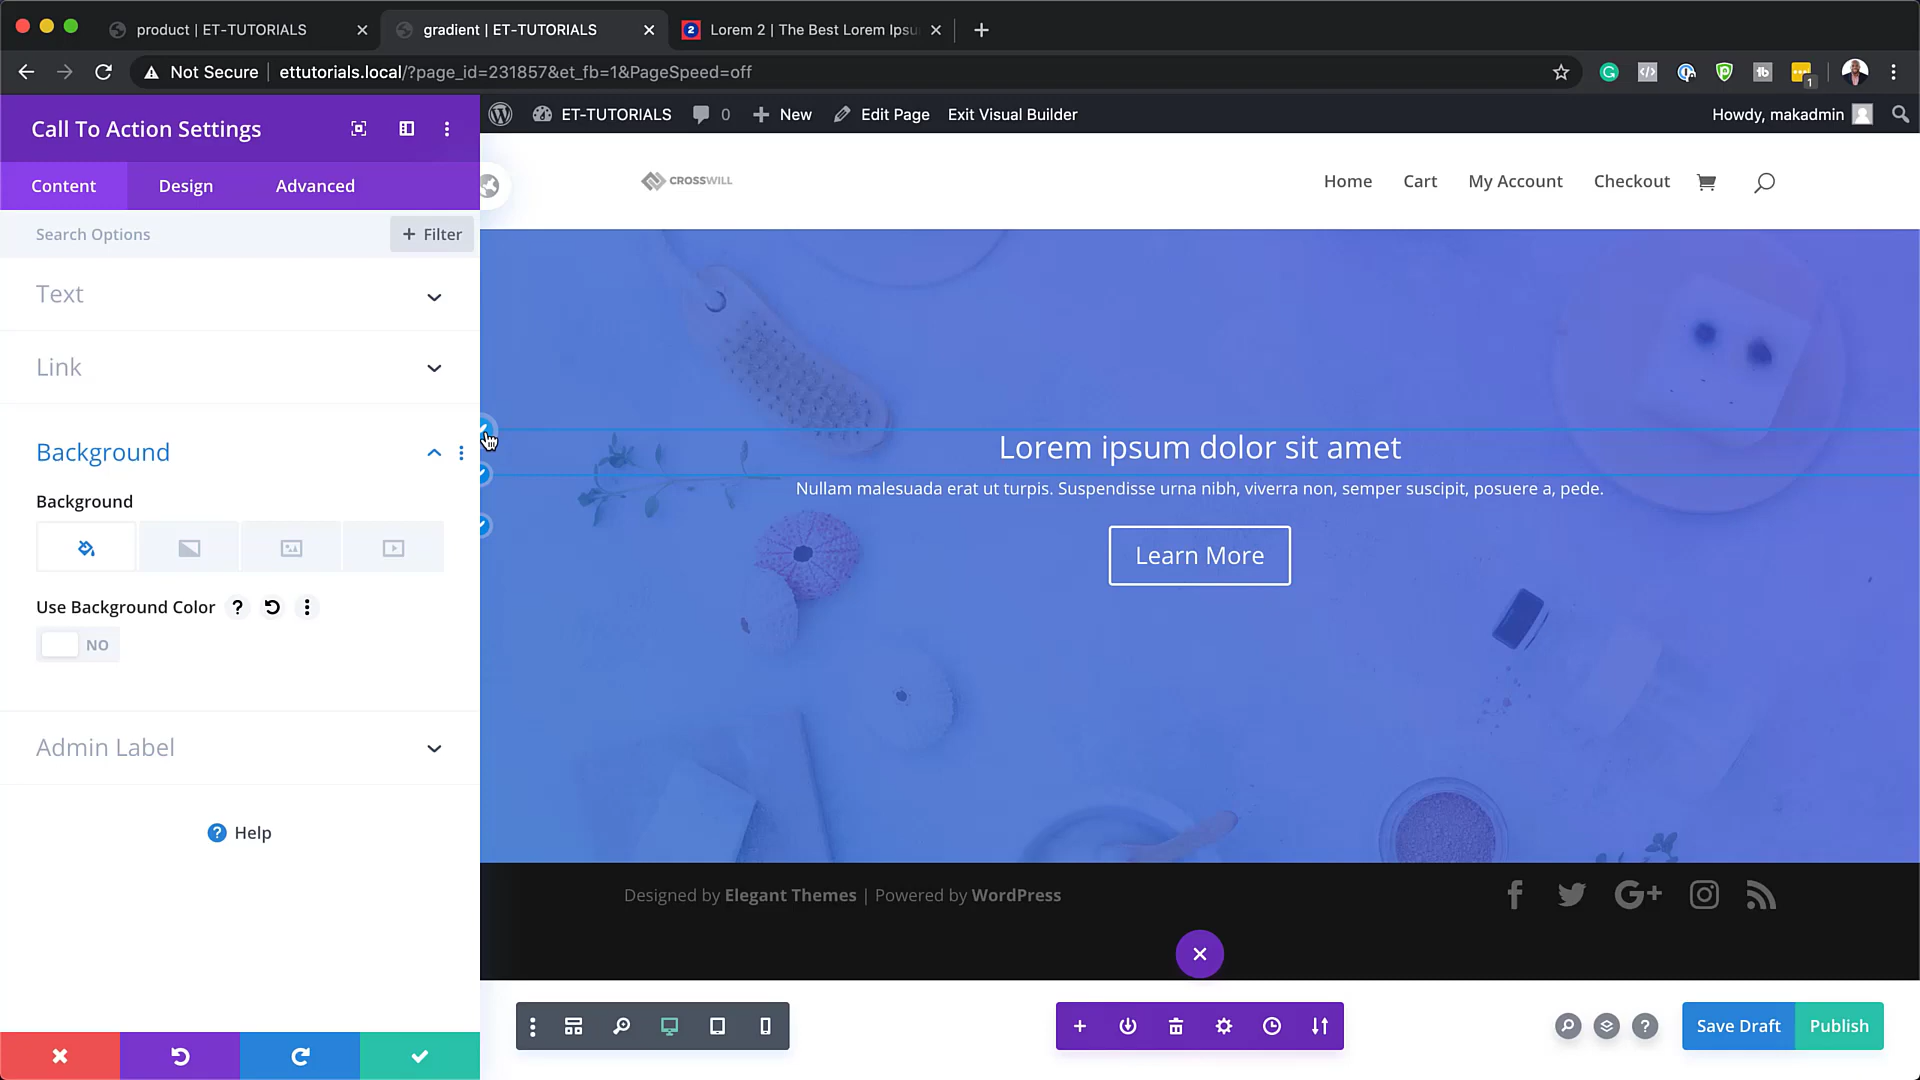 product | ET-TUTORIALS
gradient | ET-TUTORIALS
2 Lorem 2 | The Best Lorem Ipsu
Not Secure | ettutorials.local/?page_id=231857&et_fb=1&PageSpeed=off
tb
1
Call To Action Settings
ET-TUTORIALS 0 New Edit Page Exit Visual Builder
Howdy, makadmin
Content Design Advanced
CROSSWILL
Home Cart My Account Checkout
Search Options
+ Filter
Text
Link
Background
Background
Use Background Color ?
NO
Admin Label
? Help
Lorem ipsum dolor sit amet
Nullam malesuada erat ut turpis. Suspendisse urna nibh, viverra non, semper suscipit, posuere a, pede.
Learn More
Designed by Elegant Themes | Powered by WordPress
G+
?
Save Draft
Publish